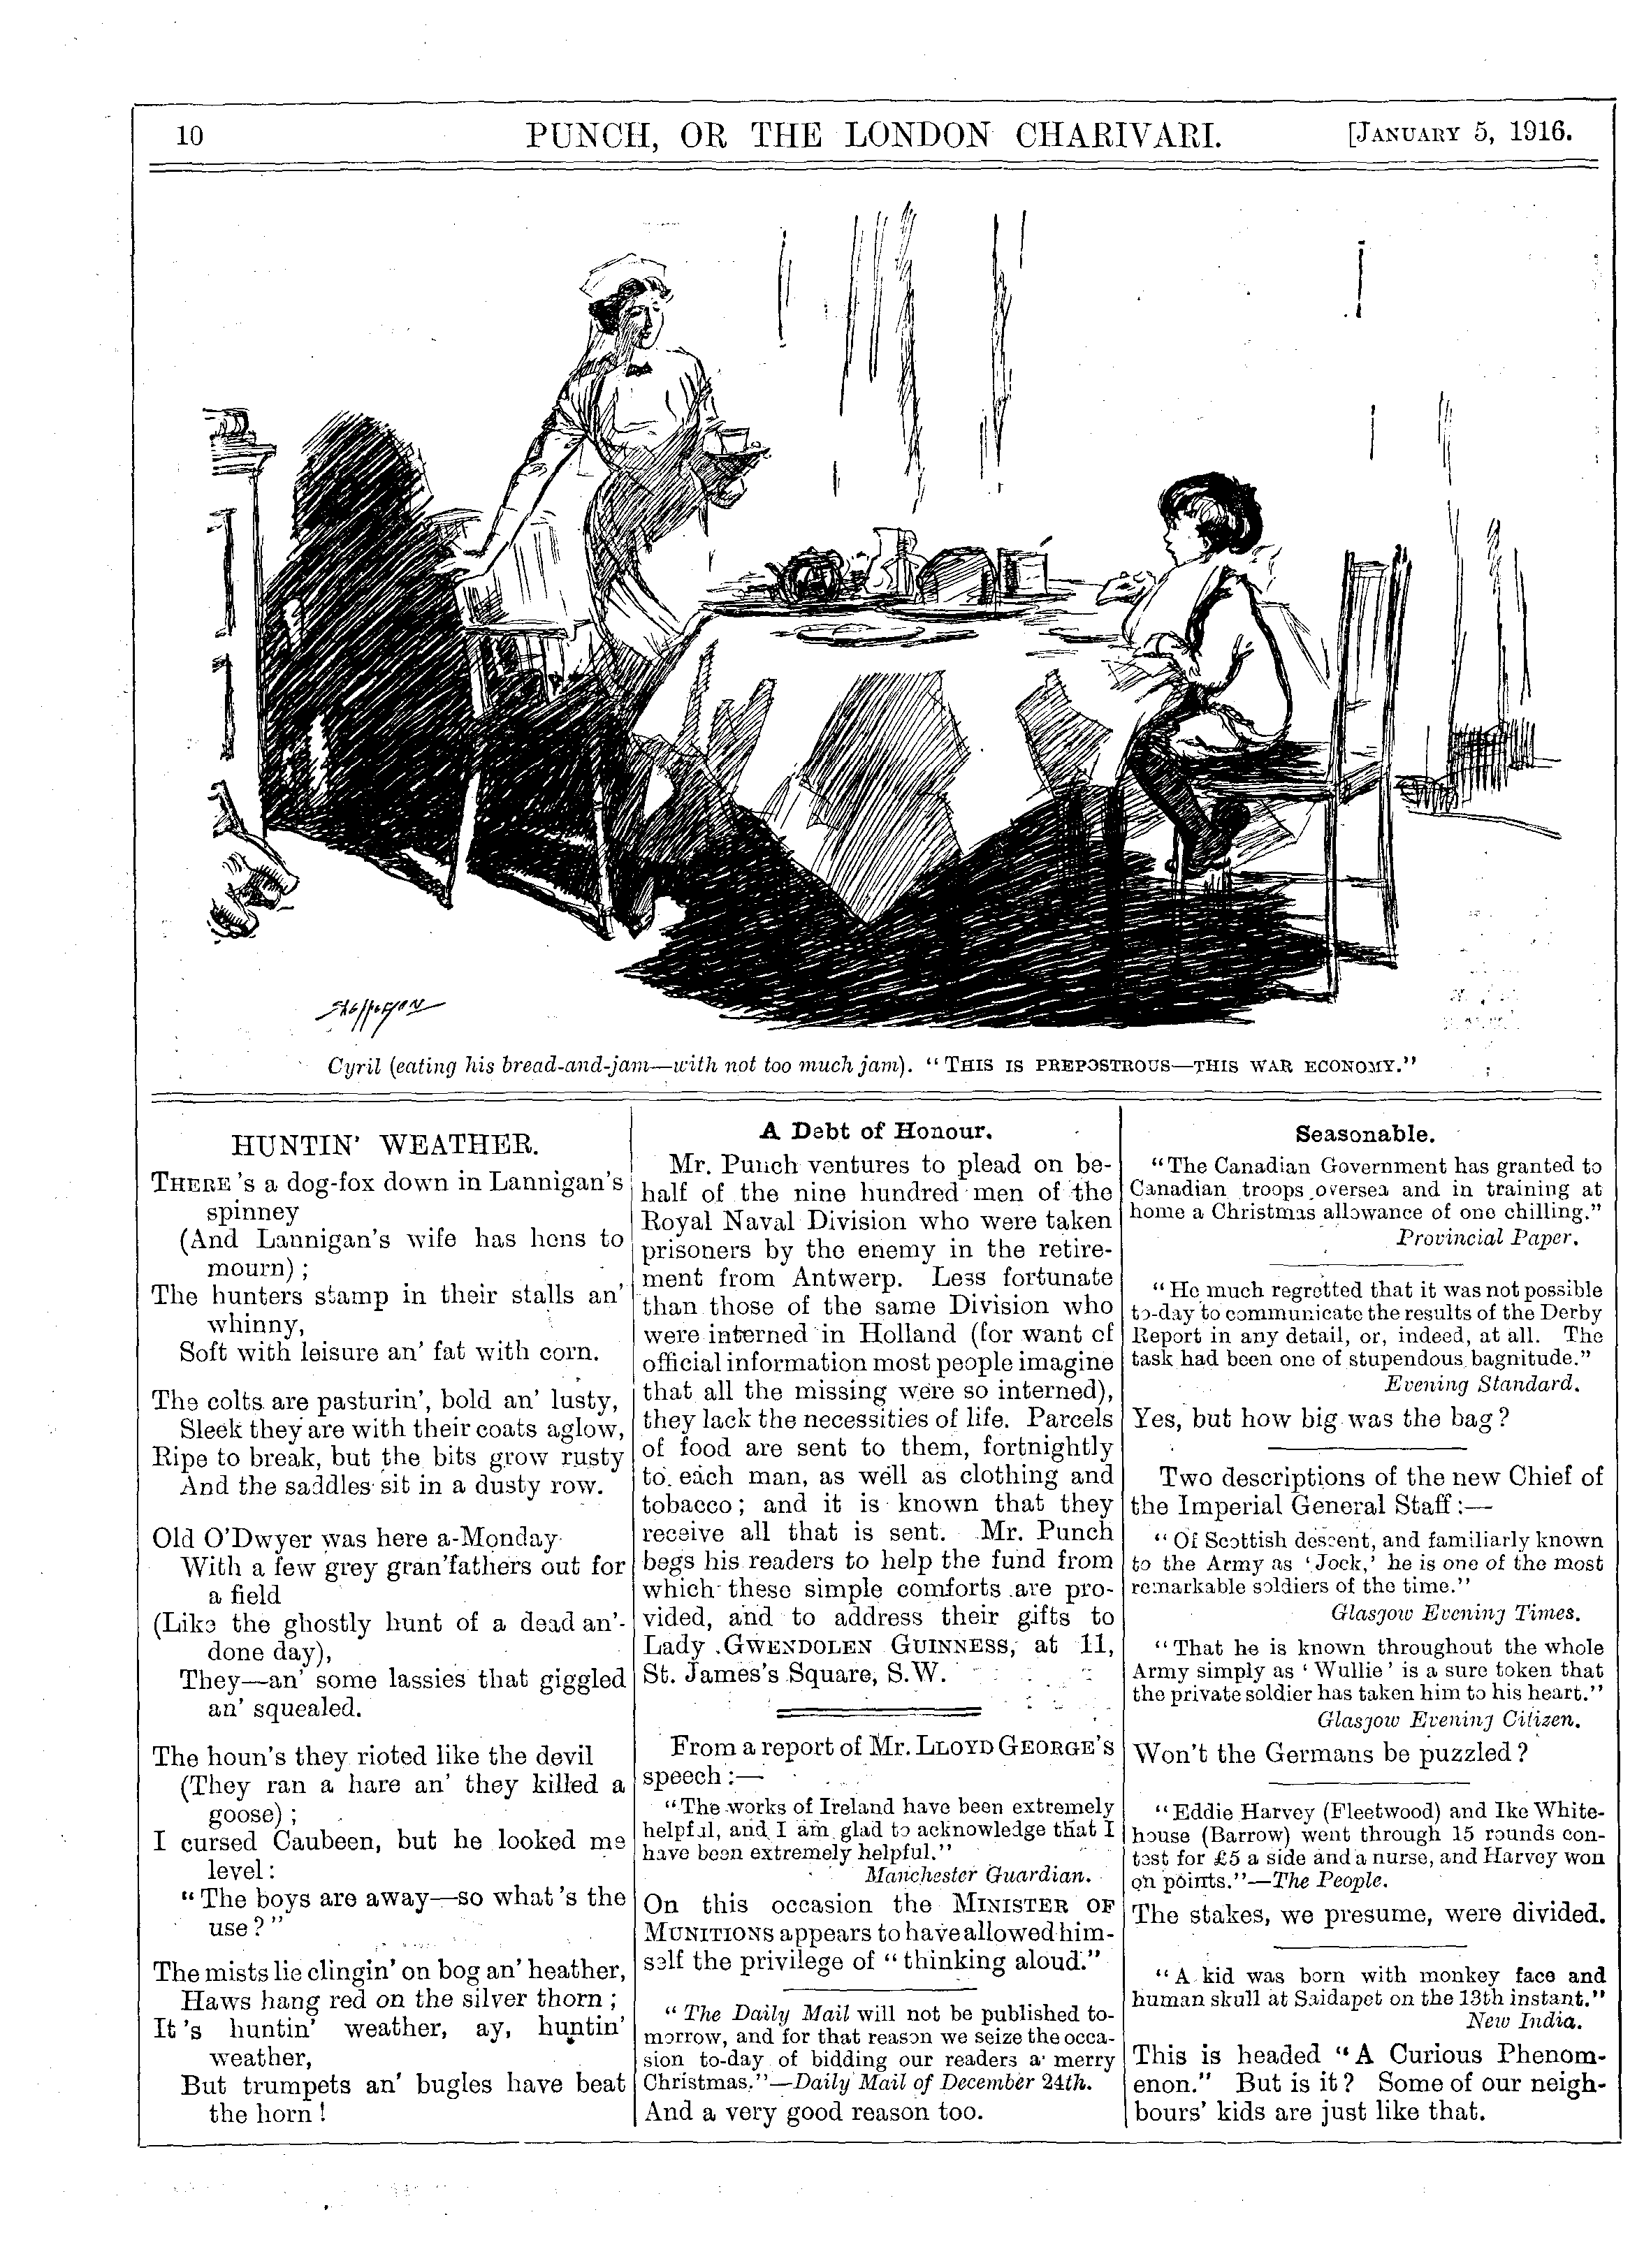 10
PUNCH, OR THE LONDON CHARIVARI.
[JANUARY 5, 1916.
Cyril (eating his bread-and-jam—with not too much jam). "THIS IS PREPOSTROUS—THIS WAR ECONOMY."
HUNTIN' WEATHER.
THERE 's a dog-fox down in Lannigan's
spinney
(And Lannigan's wife has hens to
mourn) ;
The hunters stamp in their stalls an'
whinny,
Soft with leisure an' fat with corn.
The colts are pasturin', bold an' lusty,
Sleek they are with their coats aglow,
Ripe to break, but the bits grow rusty
And the saddles sit in a dusty row.
Old O'Dwyer was here a-Monday
With a few grey gran'fathers out for
a field
(Like the ghostly hunt of a dead an'-
done day),
They—an' some lassies that giggled
an' squealed.
The houn's they rioted like the devil
(They ran a hare an' they killed a
goose) ;
I cursed Caubeen, but he looked me
level :
"The boys are away—so what 's the
use ?"
The mists lie clingin' on bog an' heather,
Haws hang red on the silver thorn ;
It 's huntin' weather, ay, huntin'
weather,
But trumpets an' bugles have beat
the horn !
A Debt of Honour.
Mr. Punch ventures to plead on be-
half of the nine hundred men of the
Royal Naval Division who were taken
prisoners by the enemy in the retire-
ment from Antwerp. Less fortunate
than those of the same Division who
were interned in Holland (for want of
official information most people imagine
that all the missing were so interned),
they lack the necessities of life. Parcels
of food are sent to them, fortnightly
to each man, as well as clothing and
tobacco ; and it is known that they
receive all that is sent. Mr. Punch
begs his readers to help the fund from
which these simple comforts are pro-
vided, and to address their gifts to
Lady GWENDOLEN GUINNESS, at 11,
St. James's Square, S.W.
From a report of Mr. LLOYD GEORGE'S
speech :—
"The works of Ireland have been extremely
helpful, and I am glad to acknowledge that I
have been extremely helpful."
Manchester Guardian.
On this occasion the MINISTER OF
MUNITIONS appears to have allowed him-
self the privilege of "thinking aloud."
"The Daily Mail will not be published to-
morrow, and for that reason we seize the occa-
sion to-day of bidding our readers a merry
Christmas."—Daily Mail of December 24th.
And a very good reason too.
Seasonable.
"The Canadian Government has granted to
Canadian troops oversea and in training at
home a Christmas allowance of one chilling."
Provincial Paper.
"He much regretted that it was not possible
to-day to communicate the results of the Derby
Report in any detail, or, indeed, at all. The
task had been one of stupendous bagnitude."
Evening Standard.
Yes, but how big was the bag ?
Two descriptions of the new Chief of
the Imperial General Staff :—
"Of Scottish descent, and familiarly known
to the Army as 'Jock,' he is one of the most
remarkable soldiers of the time."
Glasgow Evening Times.
"That he is known throughout the whole
Army simply as 'Wullie' is a sure token that
the private soldier has taken him to his heart."
Glasgow Evening Citizen.
Won't the Germans be puzzled ?
"Eddie Harvey (Fleetwood) and Ike White-
house (Barrow) went through 15 rounds con-
test for £5 a side and a nurse, and Harvey won
on points."—The People.
The stakes, we presume, were divided.
"A kid was born with monkey face and
human skull at Saidapet on the 13th instant."
New India.
This is headed "A Curious Phenom-
enon." But is it ? Some of our neigh-
bours' kids are just like that.